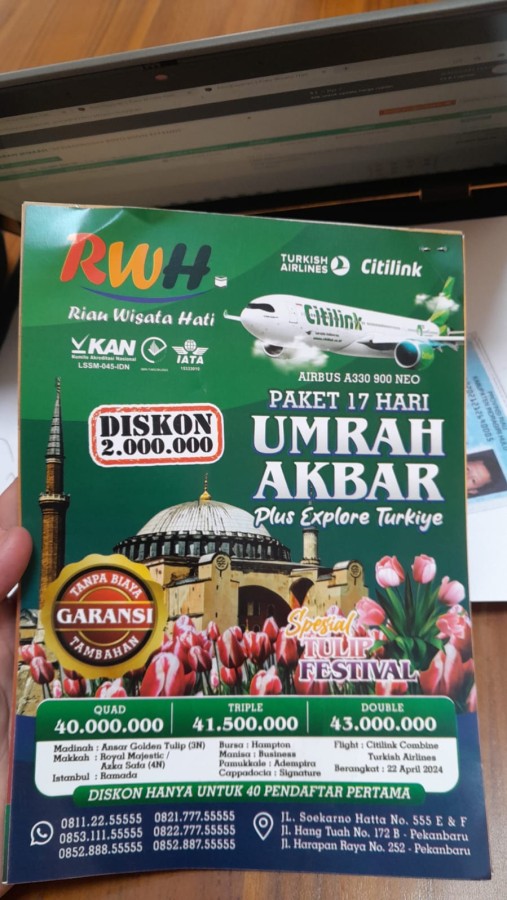 RWH
Riau Wisata Hati
TURKISH
AIRLINES
Citilink
KAN
Komite Akreditasi Nasional
LSSM-045-IDN
IATA
Citilink
AIRBUS A330 900 NEO
PAKET 17 HARI
UMRAH
AKBAR
Plus Explore Turkiye
DISKON
2.000.000
TANPA BIAYA
GARANSI
TAMBAHAN
Spesial
TULIP
FESTIVAL
QUAD
40.000.000
TRIPLE
41.500.000
DOUBLE
43.000.000
Madinah : Ansar Golden Tulip (3N)
Makkah : Royal Majestic /
Azka Safa (4N)
Istanbul : Ramada
Bursa : Hampton
Manisa : Business
Pamukkale : Adempira
Cappadocia : Signature
Flight : Citilink Combine
Turkish Airlines
Berangkat : 22 April 2024
DISKON HANYA UNTUK 40 PENDAFTAR PERTAMA
0811.22.55555
0853.111.55555
0852.888.55555
0821.777.55555
0822.777.55555
0852.887.55555
JL. Soekarno Hatta No. 555 E & F
Jl. Hang Tuah No. 172 B - Pekanbaru
Jl. Harapan Raya No. 252 - Pekanbaru